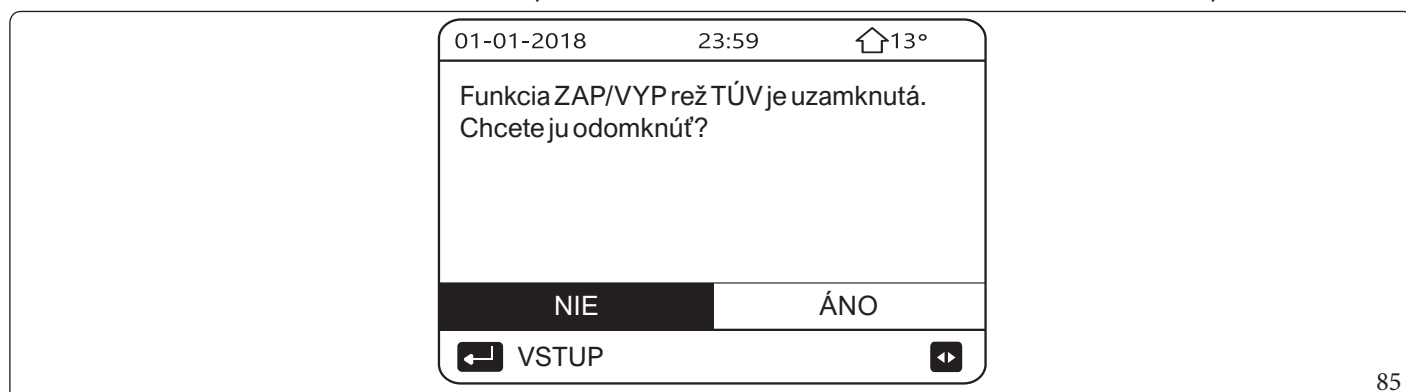 01-01-2018 23:59 13°
Funkcia ZAP/VYP rež TÚV je uzamknutá.
Chcete ju odomknúť?
NIE ÁNO
VSTUP
85